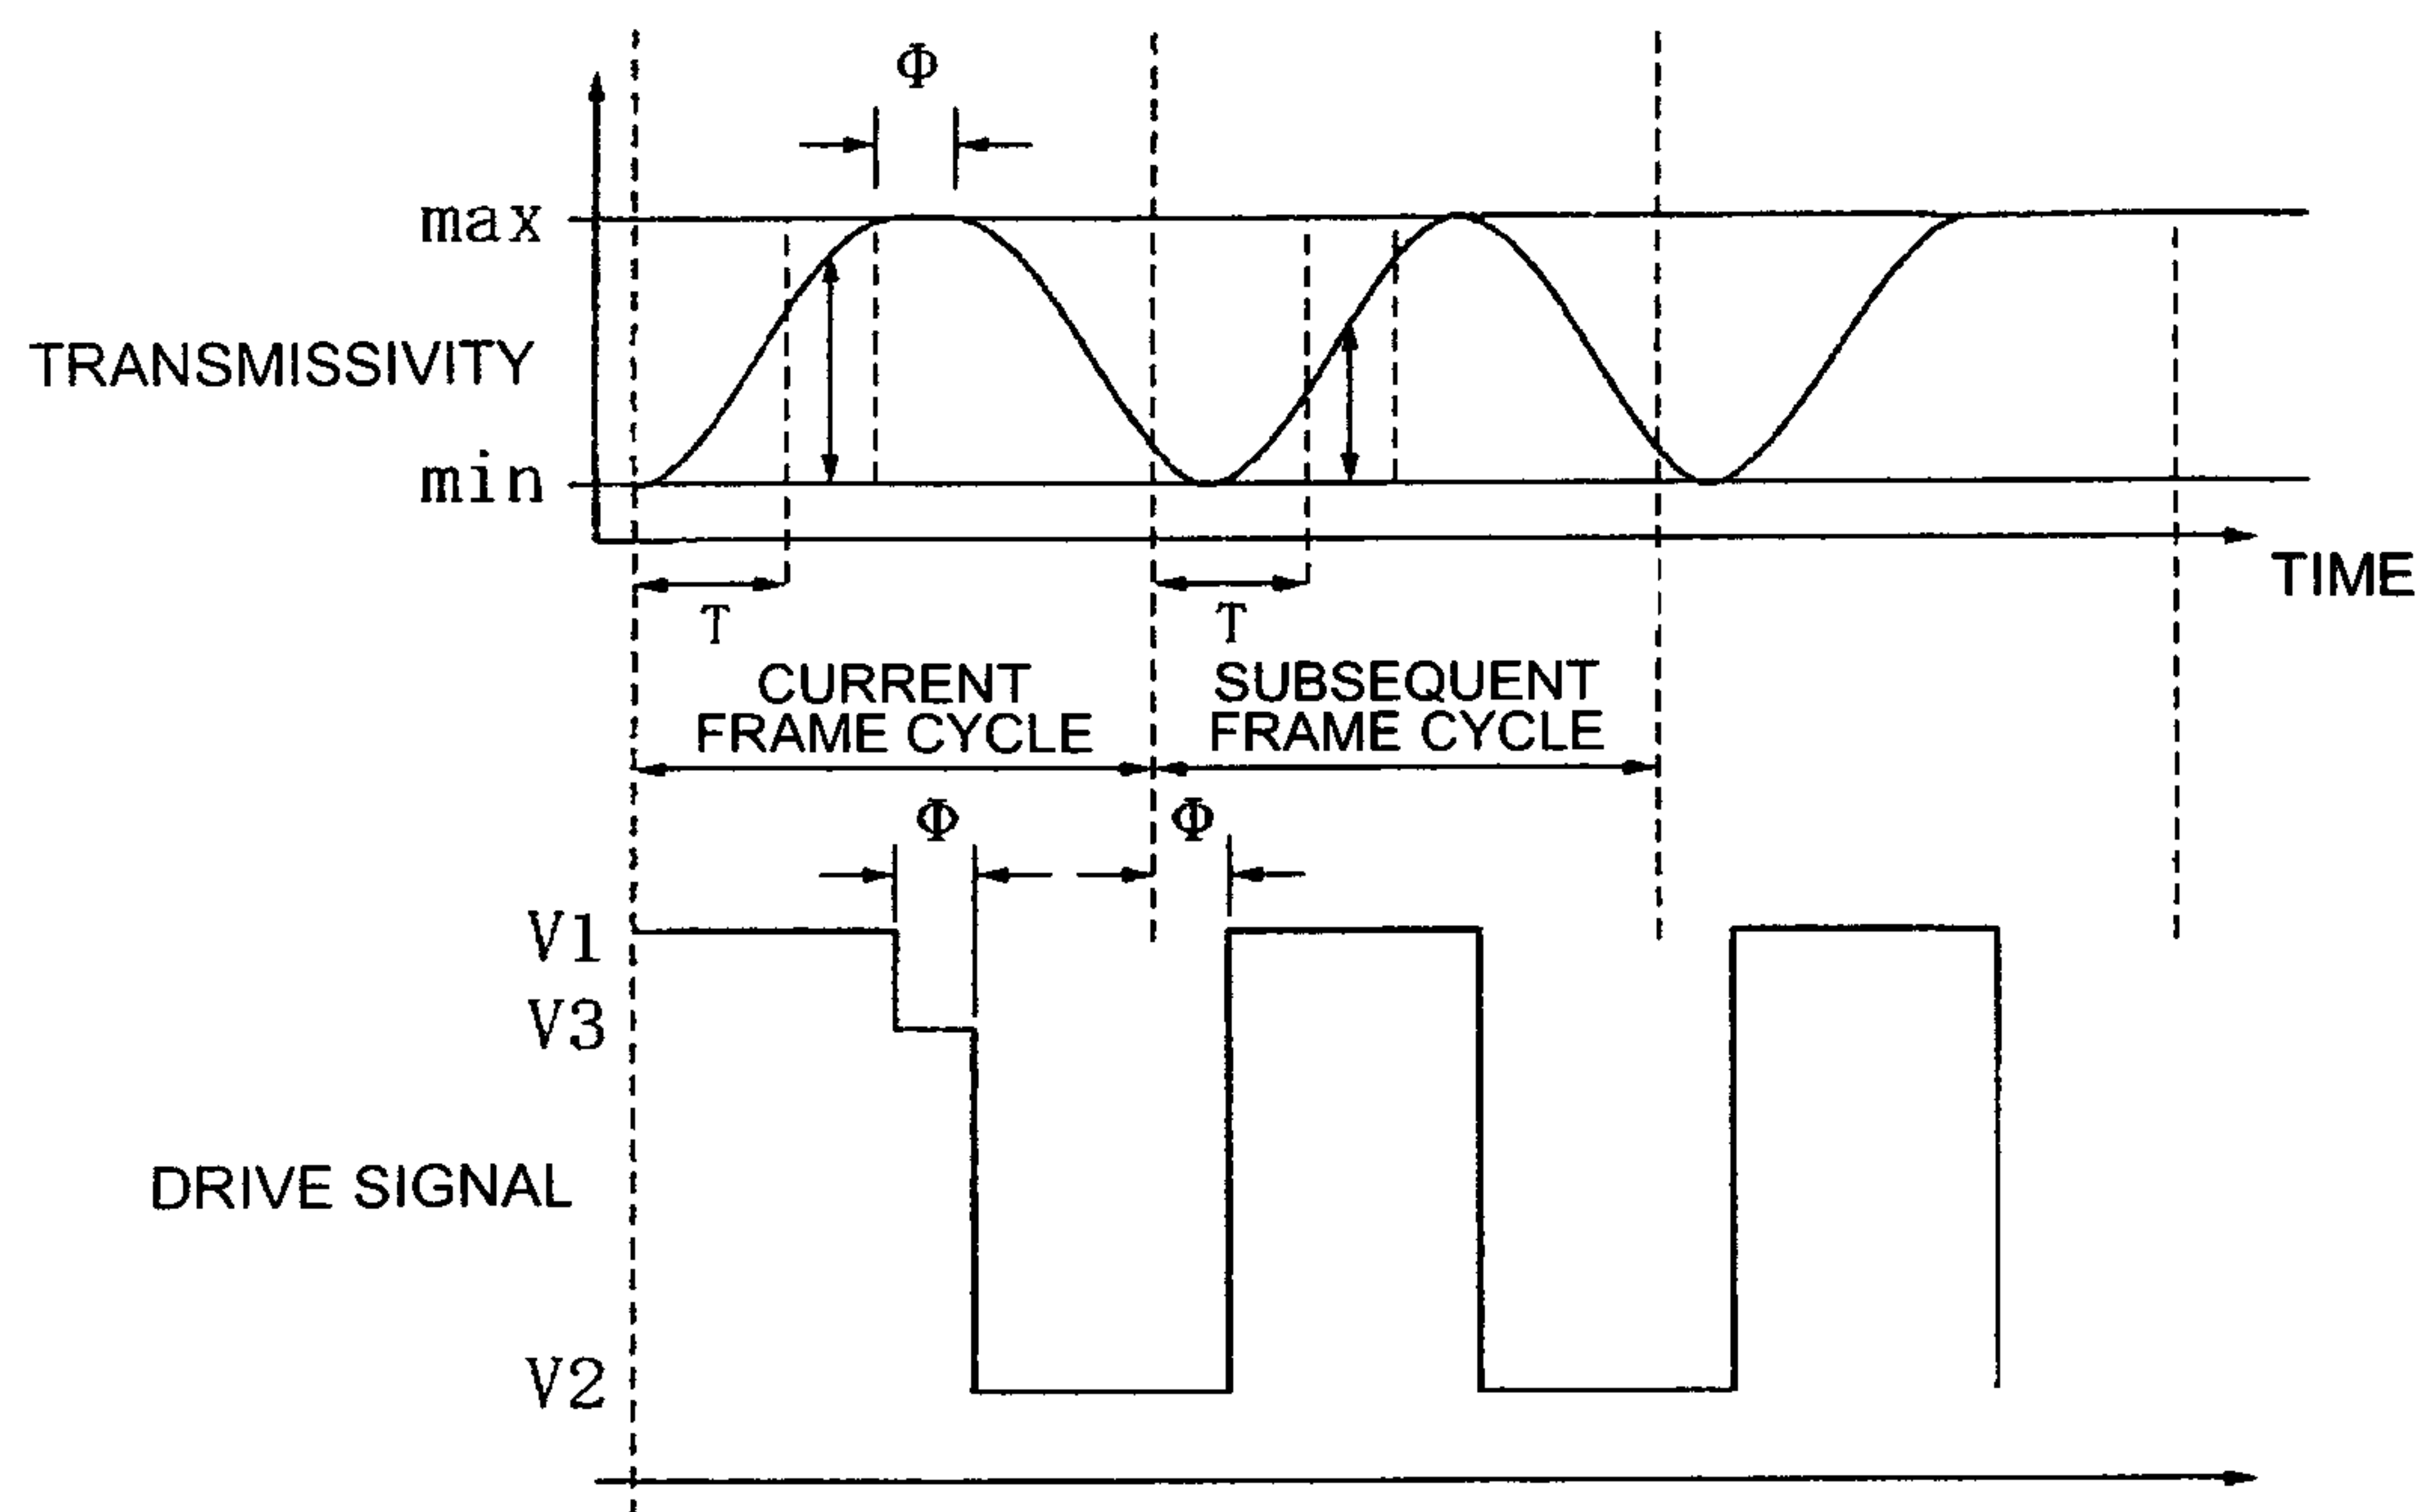 Φ
max
TRANSMISSIVITY
min
TIME
T
T
CURRENT
FRAME CYCLE
SUBSEQUENT
FRAME CYCLE
Φ
Φ
V1
V3
DRIVE SIGNAL
V2